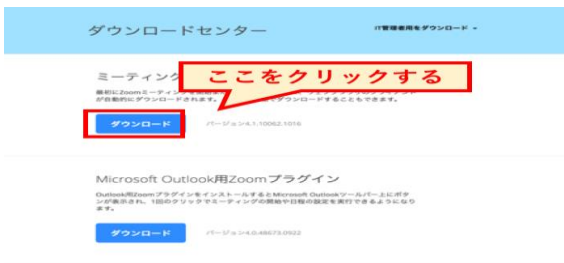 ダウンロードセンター
IT管理者用をダウンロード
ミーティング
ここをクリックする
最初にZoomミーティング
が自動的にダウンロードされます。
ダウンロードすることもできます。
ダウンロード
バージョン4.1.10062.1016
Microsoft Outlook用Zoomプラグイン
Outlook用ZoomプラグインをインストールするとMicrosoft Outlookツールバー上にボタ
ンが表示され、1回のクリックでミーティングの開始や日程の設定を実行できるようになり
ます。
ダウンロード
バージョン4.0.48673.0922